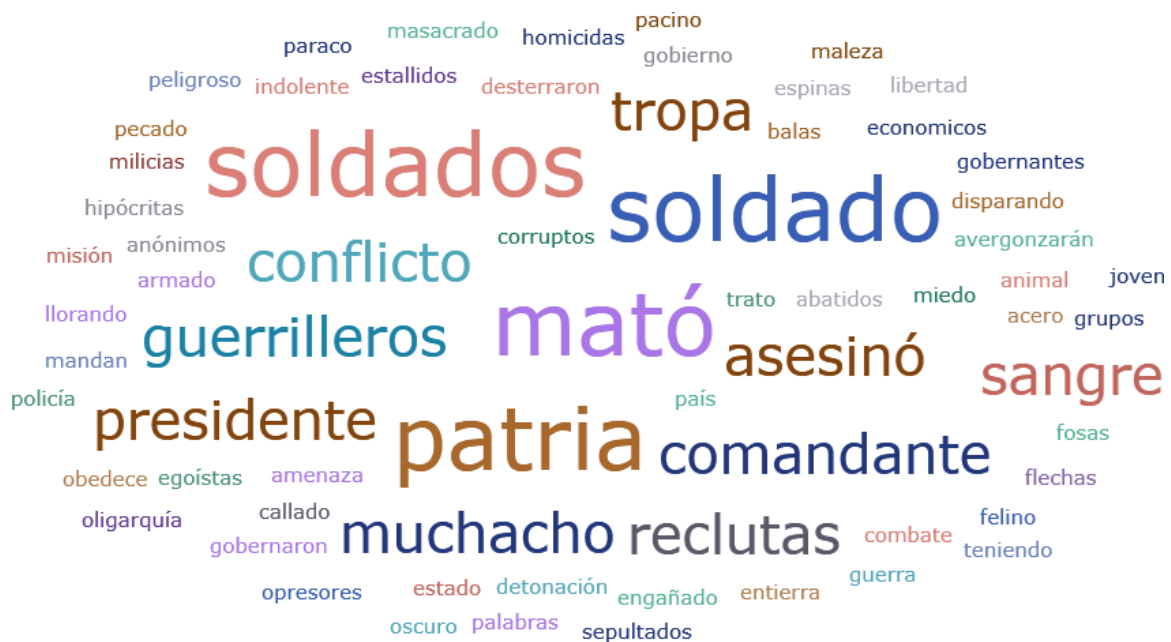 pacino
masacrado homicidas
paraco gobierno maleza
peligroso indolente estallidos desterraron espinas libertad
tropa
pecado balas economicos
milicias soldados gobernantes
hipócritas soldado disparando
anónimos corruptos avergonzarán
misión conflicto
armado animal joven
llorando trato abatidos miedo acero grupos
mató
guerrilleros asesinó
mandan sangre
policía país
presidente patria comandante fosas
obedece egoístas amenaza flechas
oligarquía callado felino
muchacho reclutas combate
gobernaron teniendo
guerra
opresores estado detonación engañado entierra
oscuro palabras sepultados